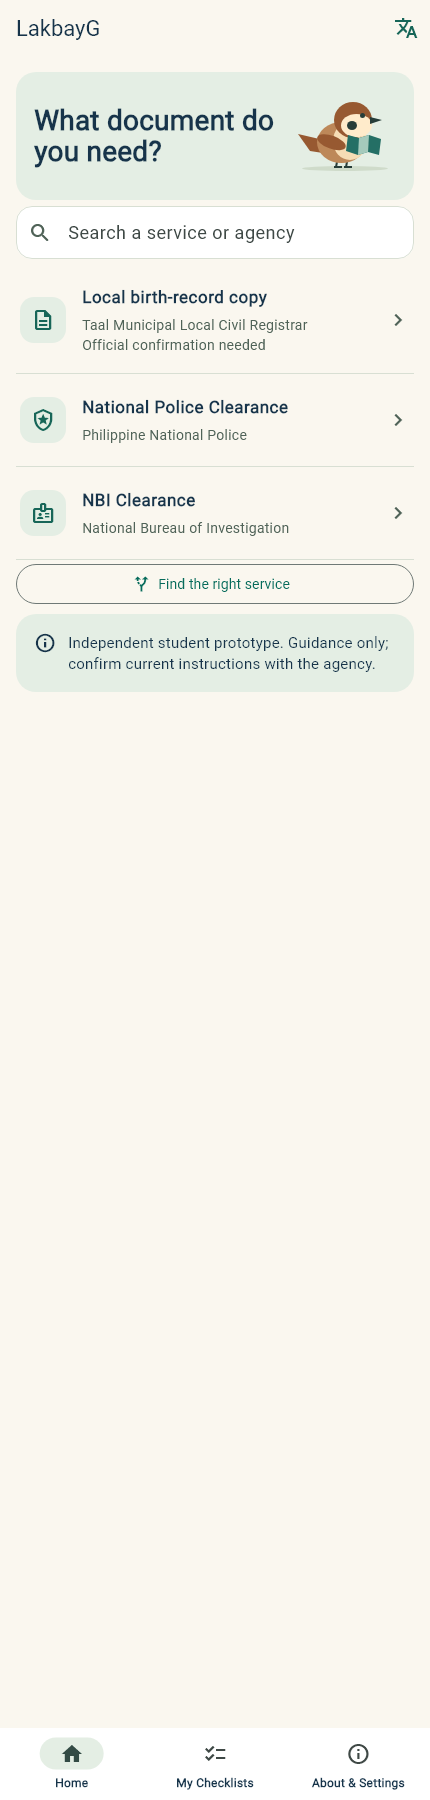 LakbayG
What document do
you need?
Search a service or agency
Local birth-record copy
Taal Municipal Local Civil Registrar
Official confirmation needed
National Police Clearance
Philippine National Police
NBI Clearance
National Bureau of Investigation
Find the right service
Independent student prototype. Guidance only;
confirm current instructions with the agency.
Home
My Checklists
About & Settings